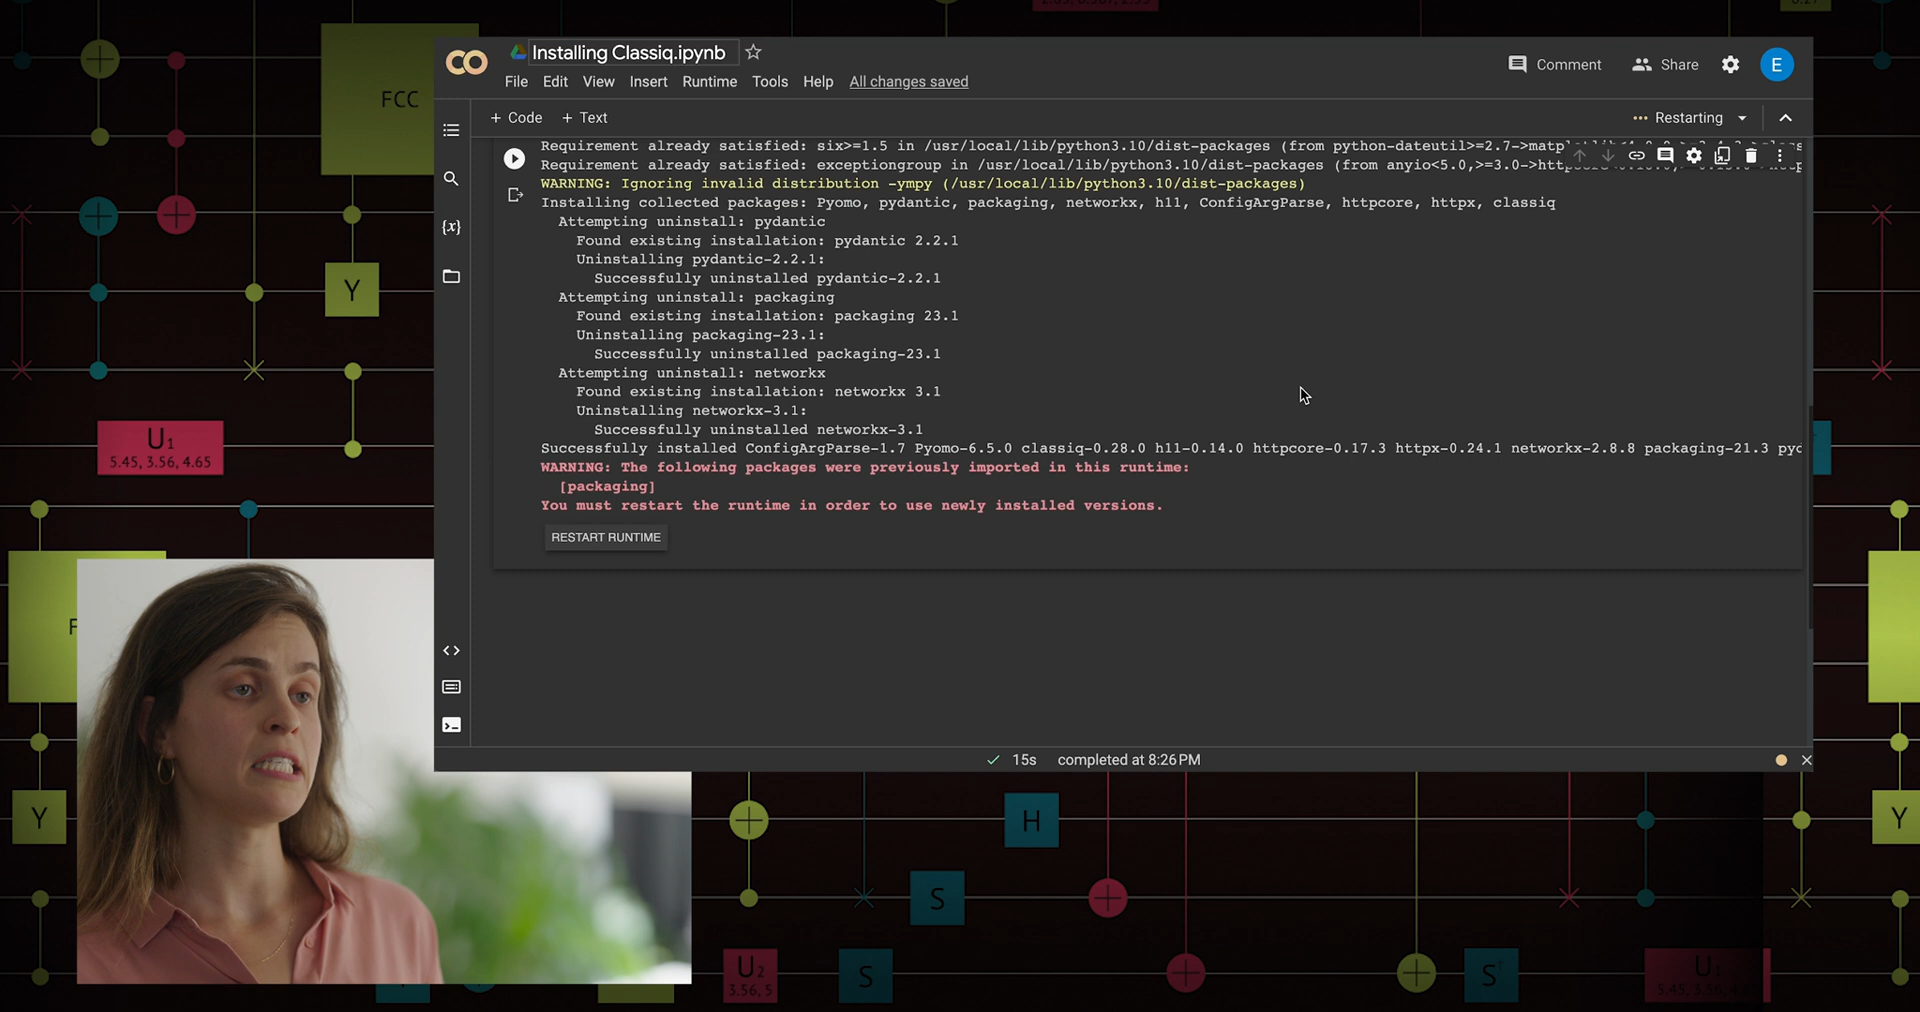 FCC
Installing Classiq.ipynb
File Edit View Insert Runtime Tools Help All changes saved
Comment Share E
+ Code + Text
Restarting
Requirement already satisfied: six>=1.5 in /usr/local/lib/python3.10/dist-packages (from python-dateutil>=2.7->
Requirement already satisfied: exceptiongroup in /usr/local/lib/python3.10/dist-packages (from anyio<5.0,>=3.0->
WARNING: Ignoring invalid distribution -ympy (/usr/local/lib/python3.10/dist-packages)
Installing collected packages: Pyomo, pydantic, packaging, networkx, h11, ConfigArgParse, httpcore, httpx, classiq
Attempting uninstall: pydantic
Found existing installation: pydantic 2.2.1
Uninstalling pydantic-2.2.1:
Successfully uninstalled pydantic-2.2.1
Attempting uninstall: packaging
Found existing installation: packaging 23.1
Uninstalling packaging-23.1:
Successfully uninstalled packaging-23.1
Attempting uninstall: networkx
Found existing installation: networkx 3.1
Uninstalling networkx-3.1:
Successfully uninstalled networkx-3.1
Successfully installed ConfigArgParse-1.7 Pyomo-6.5.0 classiq-0.28.0 h11-0.14.0 httpcore-0.17.3 httpx-0.24.1 networkx-2.8.8 packaging-21.3 pyd
WARNING: The following packages were previously imported in this runtime:
[packaging]
You must restart the runtime in order to use newly installed versions.
RESTART RUNTIME
15s completed at 8:26 PM
Y
U₁
5.45, 3.56, 4.65
F
Y
H
Y
S
U₂
3.56, 5
S
S†